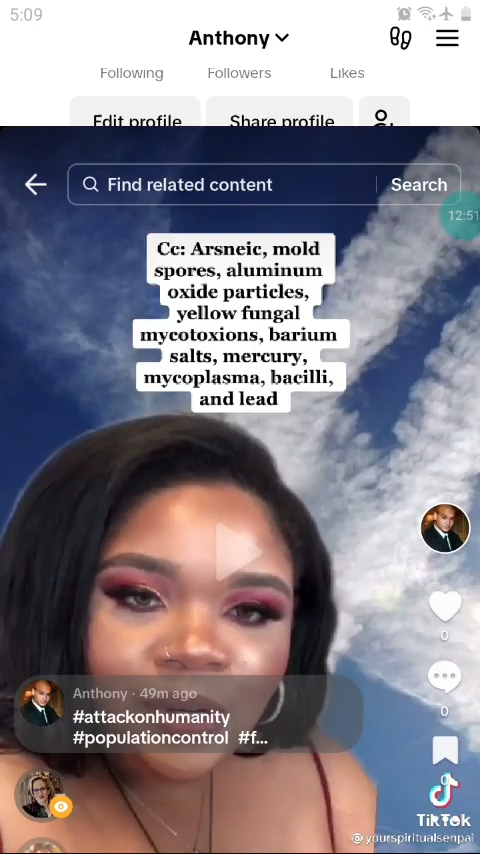 5:09
Anthony
Following Followers Likes
Edit profile Share profile
Find related content Search
12:51
Cc: Arsneic, mold
spores, aluminum
oxide particles,
yellow fungal
mycotoxions, barium
salts, mercury,
mycoplasma, bacilli,
and lead
0
0
Anthony · 49m ago
#attackonhumanity
#populationcontrol #f...
0
TikTok
@yourspiritualsenpai